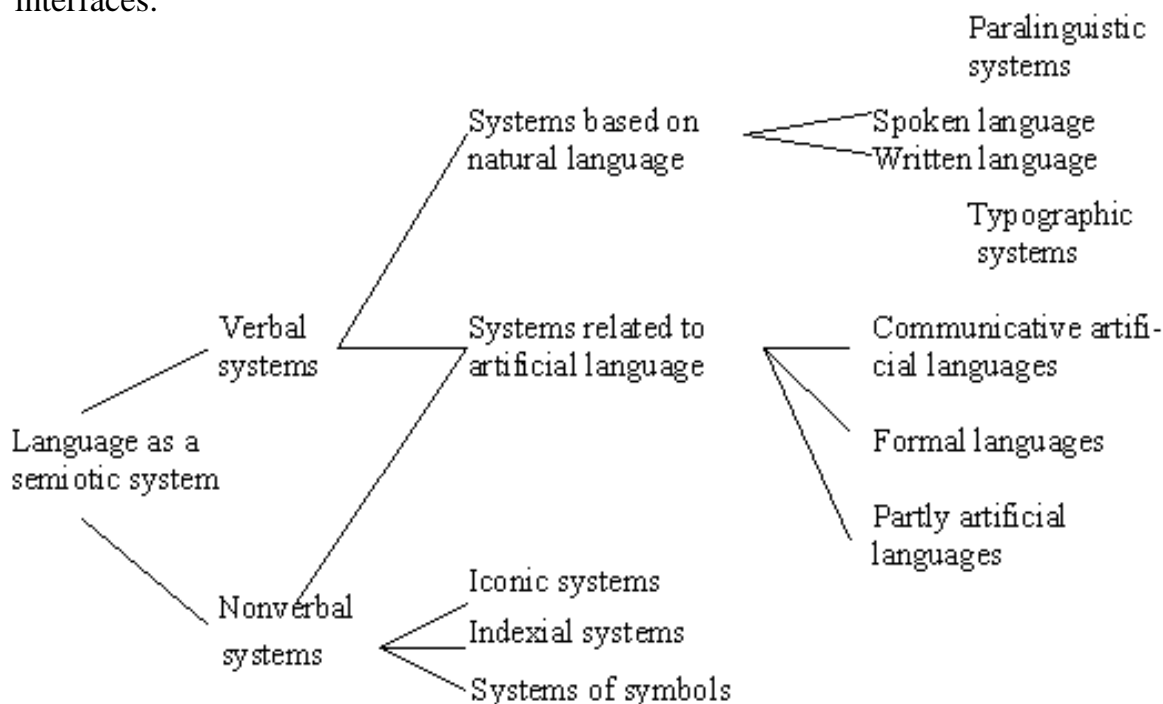 interfaces.
Paralinguistic
systems
Systems based on
natural language
Spoken language
Written language
Typographic
systems
Verbal
systems
Systems related to
artificial language
Communicative artifi-
cial languages
Language as a
semiotic system
Formal languages
Partly artificial
languages
Nonverbal
systems
Iconic systems
Indexial systems
Systems of symbols